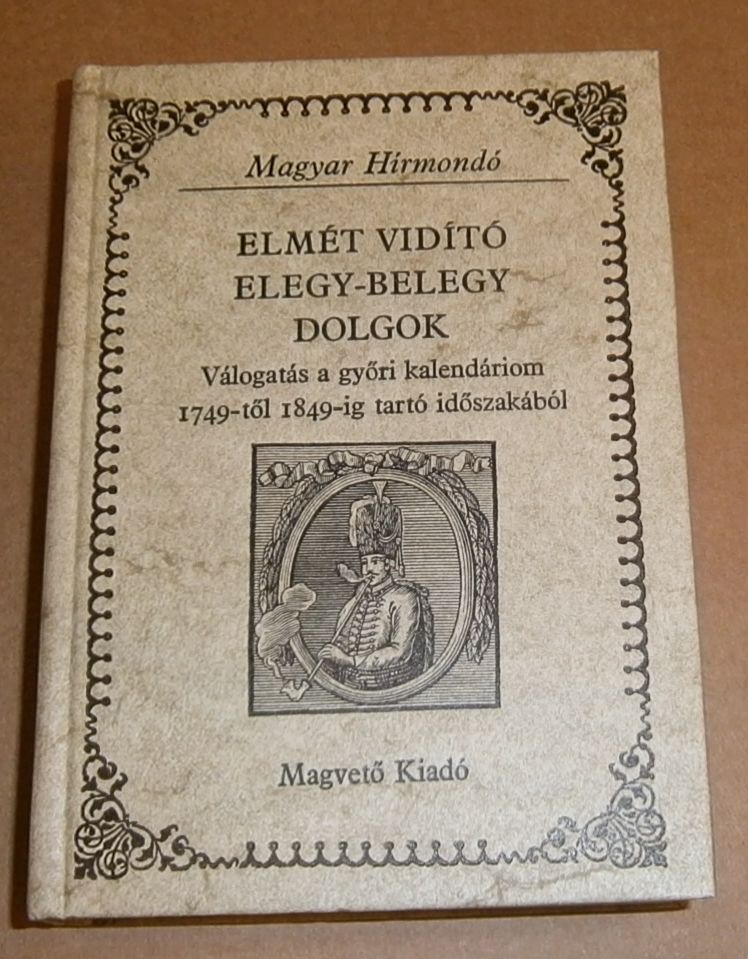 Magyar Hírmondó
ELMÉT VIDÍTÓ
ELEGY-BELEGY
DOLGOK
Válogatás a győri kalendáriom
1749-től 1849-ig tartó időszakából
Magvető Kiadó